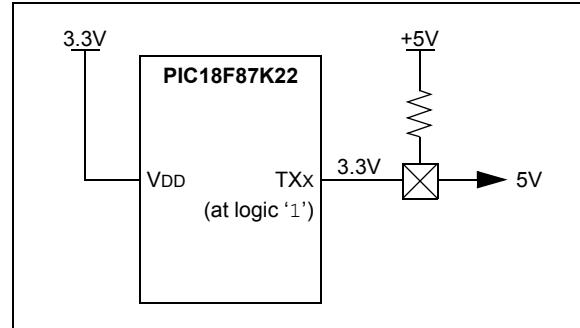 3.3V
+5V
PIC18F87K22
VDD
TXX
3.3V
5V
(at logic ‘1’)